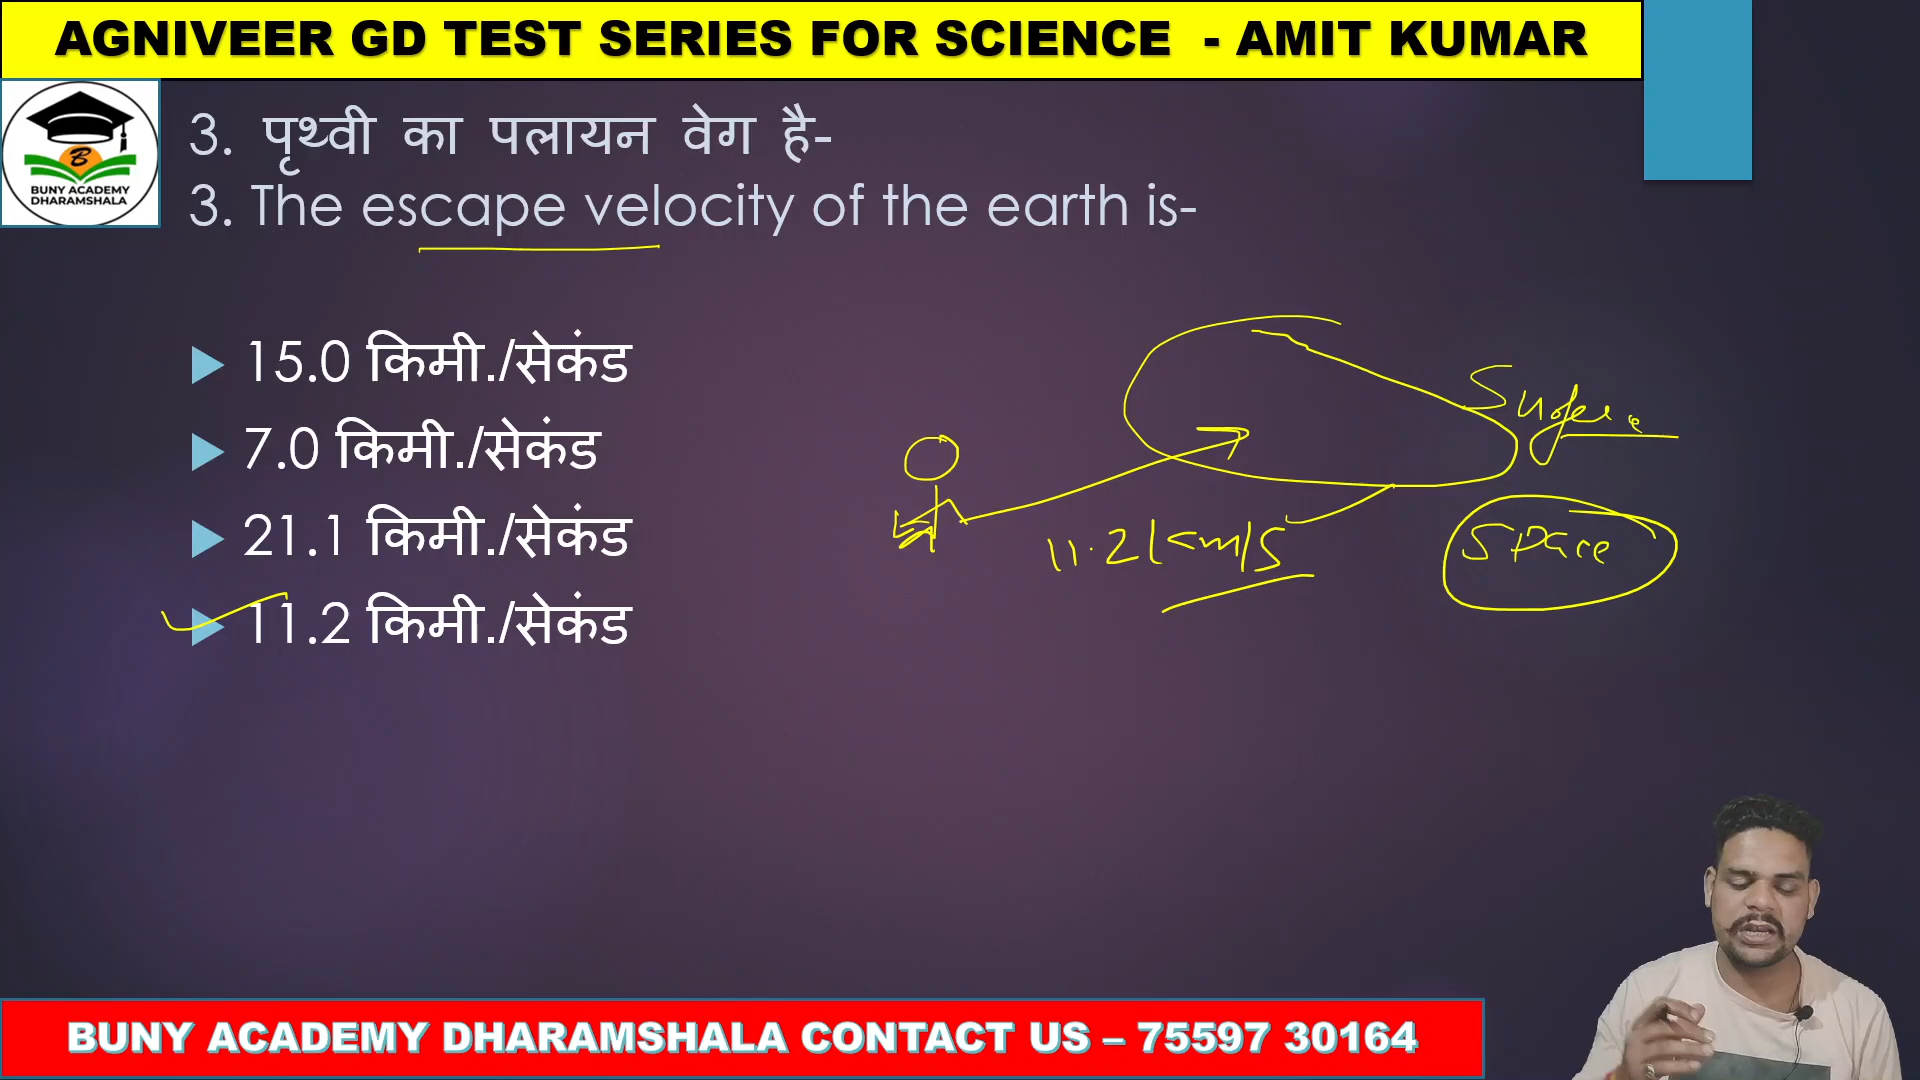 AGNIVEER GD TEST SERIES FOR SCIENCE - AMIT KUMAR
B
BUNY ACADEMY
DHARAMSHALA
3. पृथ्वी का पलायन वेग है-
3. The escape velocity of the earth is-
15.0 किमी./सेकंड
7.0 किमी./सेकंड
21.1 किमी./सेकंड
11.2 किमी./सेकंड
11.2 km/s
space
BUNY ACADEMY DHARAMSHALA CONTACT US – 75597 30164